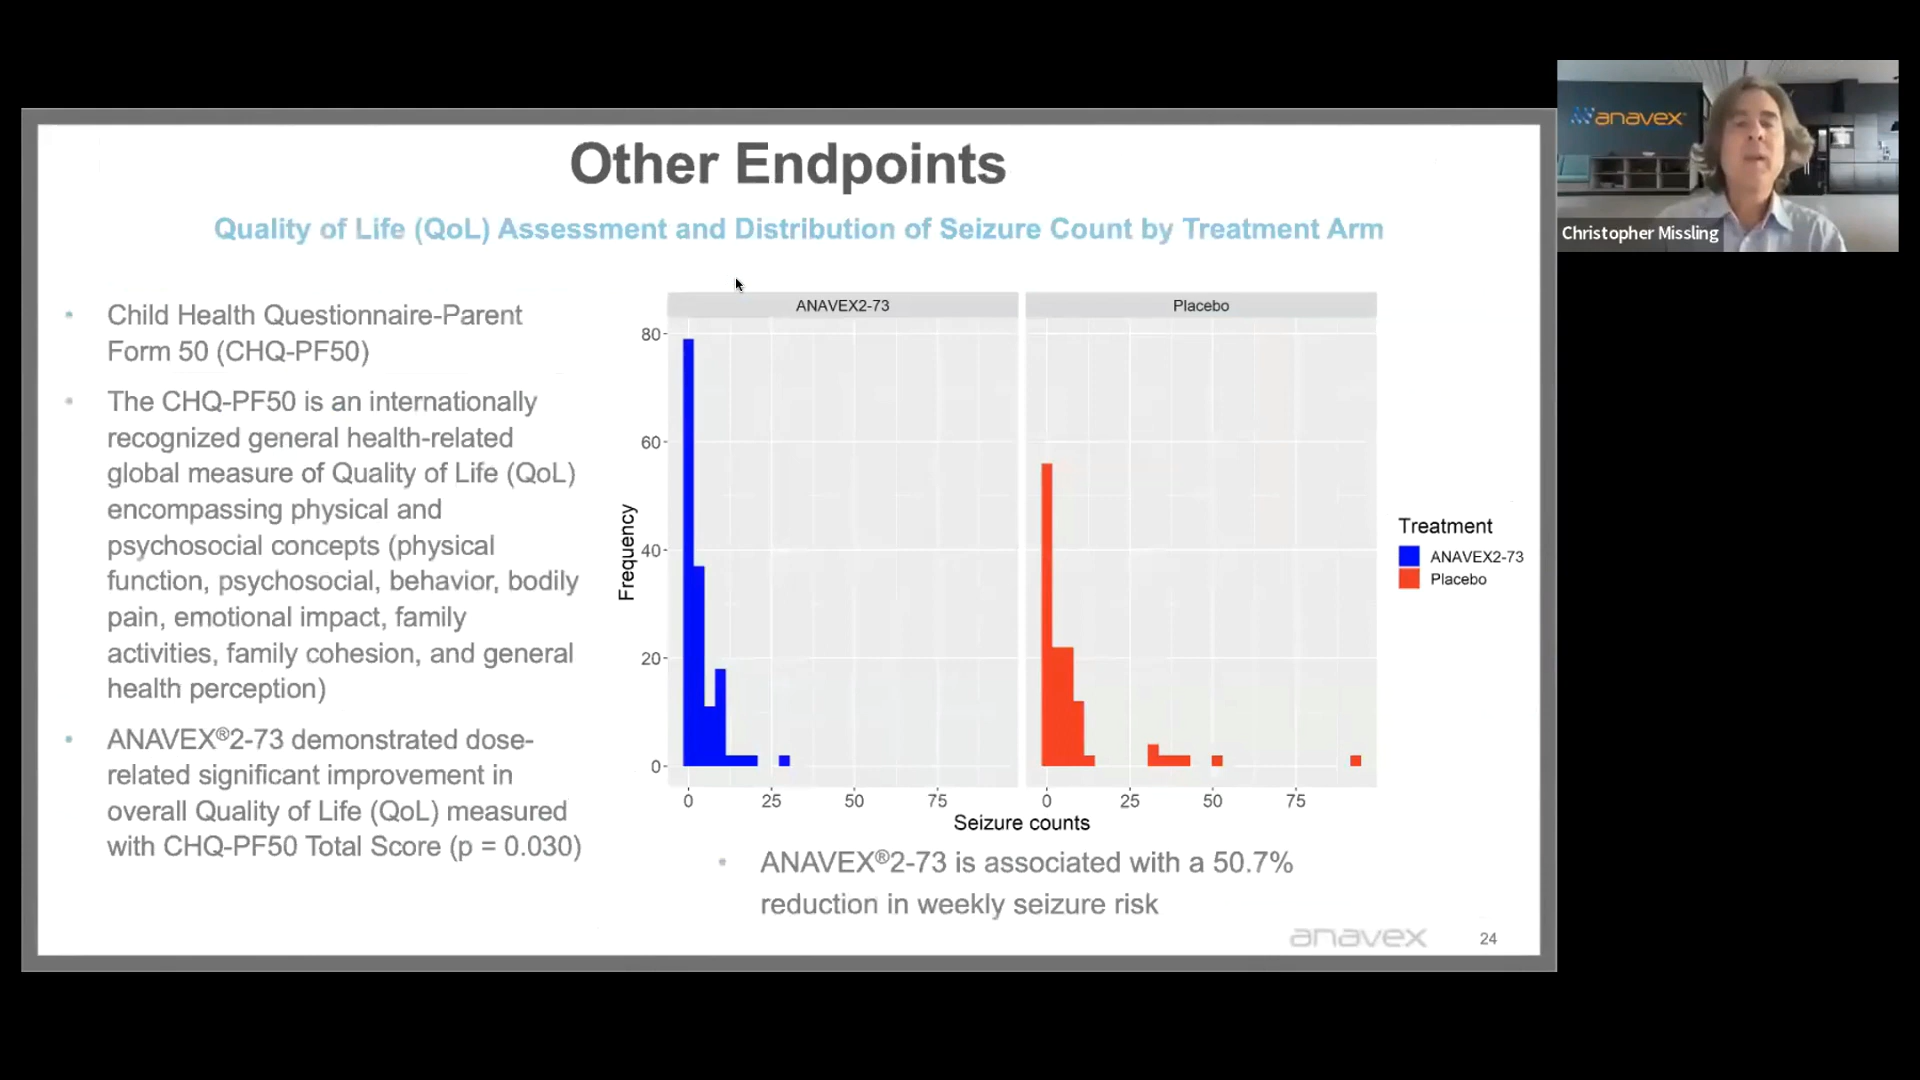 Other Endpoints
Quality of Life (QoL) Assessment and Distribution of Seizure Count by Treatment Arm
• Child Health Questionnaire-Parent
Form 50 (CHQ-PF50)
• The CHQ-PF50 is an internationally
recognized general health-related
global measure of Quality of Life (QoL)
encompassing physical and
psychosocial concepts (physical
function, psychosocial, behavior, bodily
pain, emotional impact, family
activities, family cohesion, and general
health perception)
• ANAVEX®2-73 demonstrated dose-
related significant improvement in
overall Quality of Life (QoL) measured
with CHQ-PF50 Total Score (p = 0.030)
ANAVEX2-73
Placebo
Frequency
80
60
40
20
0
0 25 50 75
0 25 50 75
Seizure counts
Treatment
ANAVEX2-73
Placebo
• ANAVEX®2-73 is associated with a 50.7%
reduction in weekly seizure risk
anavex
24
anavex
Christopher Missling